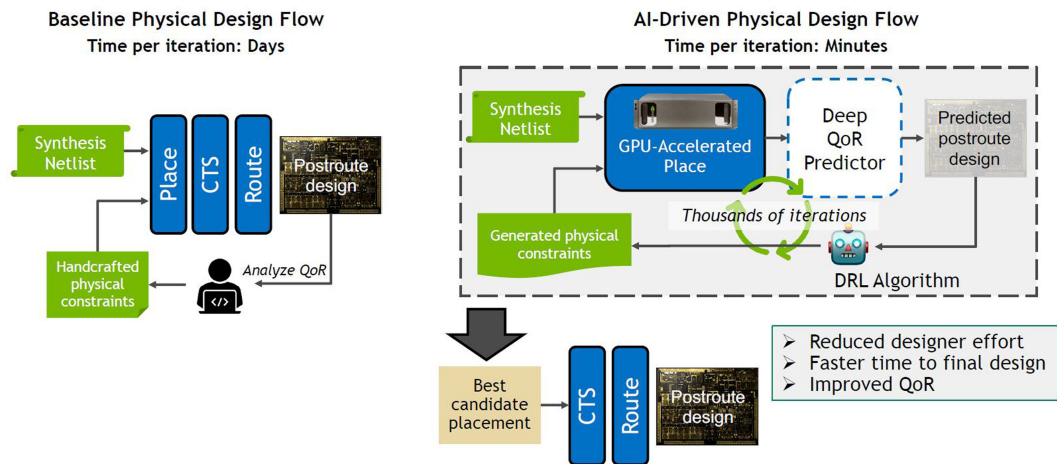 Baseline Physical Design Flow
Time per iteration: Days
Synthesis
Netlist
Place
CTS
Route
Postroute
design
Handcrafted
physical
constraints
</>
Analyze QoR
AI-Driven Physical Design Flow
Time per iteration: Minutes
Synthesis
Netlist
GPU-Accelerated
Place
Deep
QoR
Predictor
Predicted
postroute
design
Thousands of iterations
Generated physical
constraints
DRL Algorithm
Best
candidate
placement
CTS
Route
Postroute
design
➢ Reduced designer effort
➢ Faster time to final design
➢ Improved QoR